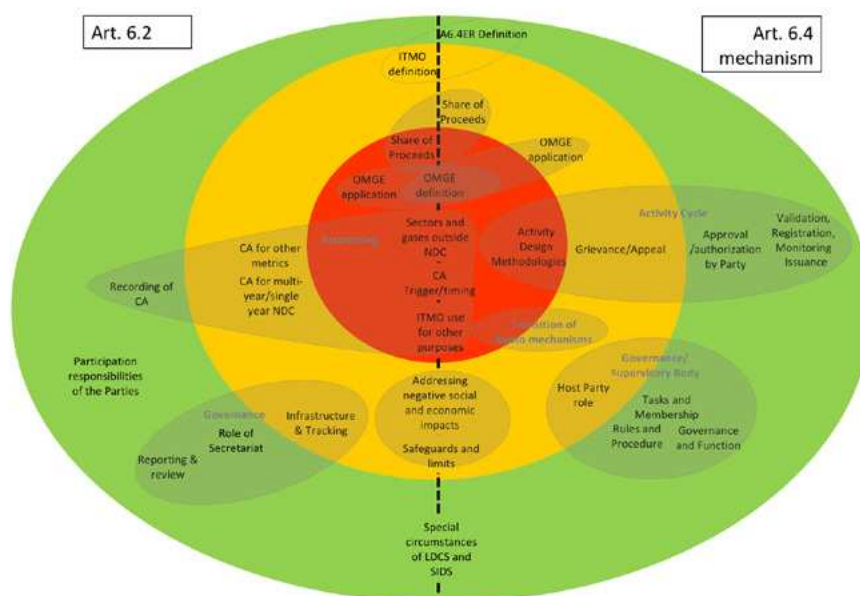 Art. 6.2
Art. 6.4
mechanism
A6.4ER Definition
ITMO
definition
Share of
Proceeds
Share of
Proceeds
OMGE
application
OMGE
application
OMGE
definition
Activity Cycle
Validation,
Registration,
Monitoring
Issuance
Approval
/authorization
by Party
Grievance/Appeal
Activity
Design
Methodologies
Sectors and
gases outside
NDC
Accounting
CA for other
metrics
CA for multi-
year/single
year NDC
Recording of
CA
CA
Trigger/timing
ITMO use for
other
purposes
of
mechanisms
Participation
responsibilities
of the Parties
Addressing
negative social
and economic
impacts
Safeguards and
limits
Governance/
Supervisory Body
Host Party
role
Tasks and
Membership
Rules and
Procedure
Governance
and Function
Governance
Role of
Secretariat
Infrastructure
& Tracking
Reporting &
review
Special
circumstances
of LDCS and
SIDS